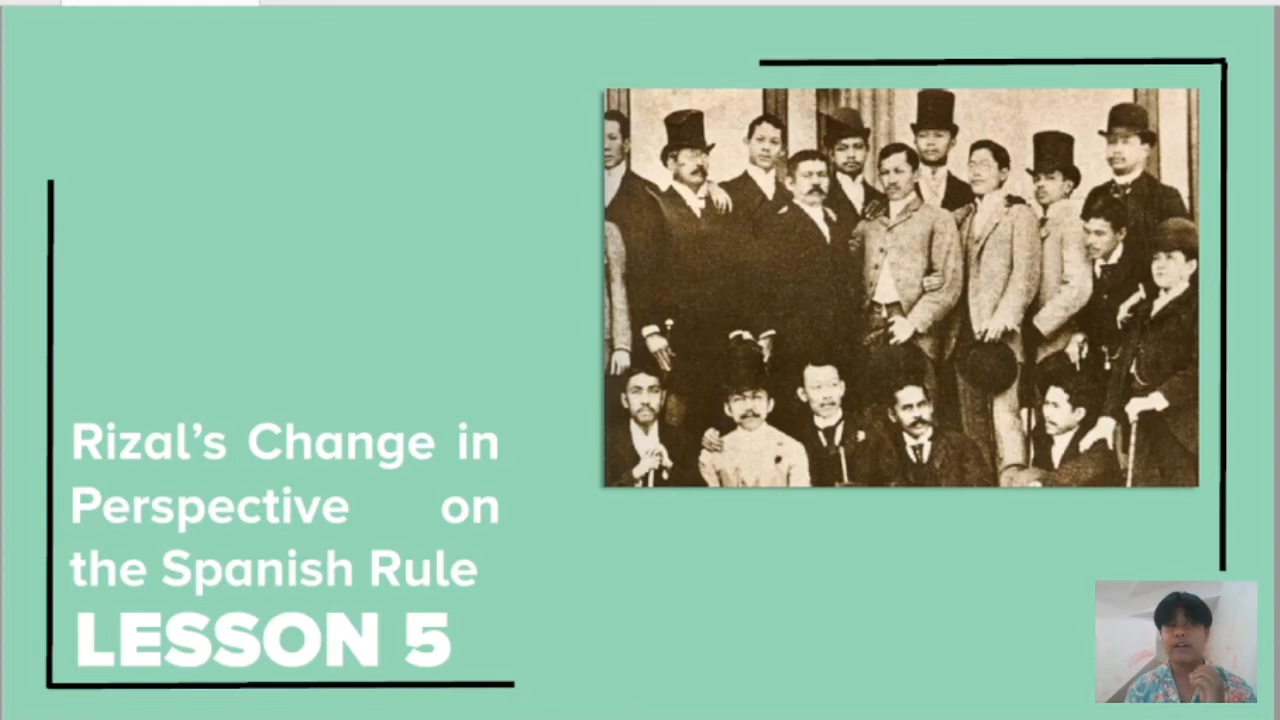 Rizal's Change in
Perspective on
the Spanish Rule
LESSON 5